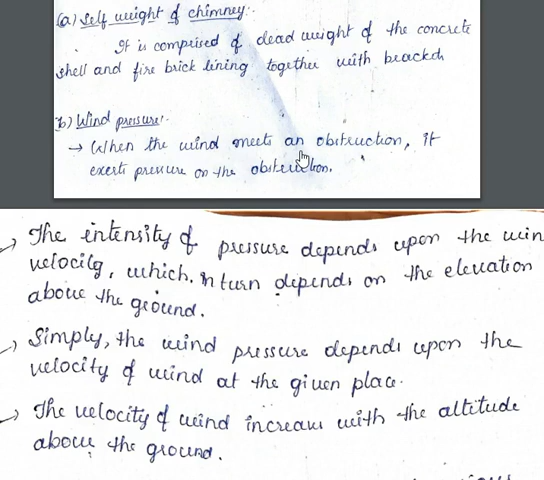 (a) Self weight of chimney:-
It is comprised of dead weight of the concrete
shell and fire brick lining together with brackets
b) Wind pressure:-
→ When the wind meets an obstruction, it
exerts pressure on the obstruction.
→ The intensity of pressure depends upon the win
velocity, which in turn depends on the elevation
above the ground.
→ Simply, the wind pressure depends upon the
velocity of wind at the given place.
→ The velocity of wind increases with the altitude
above the ground.